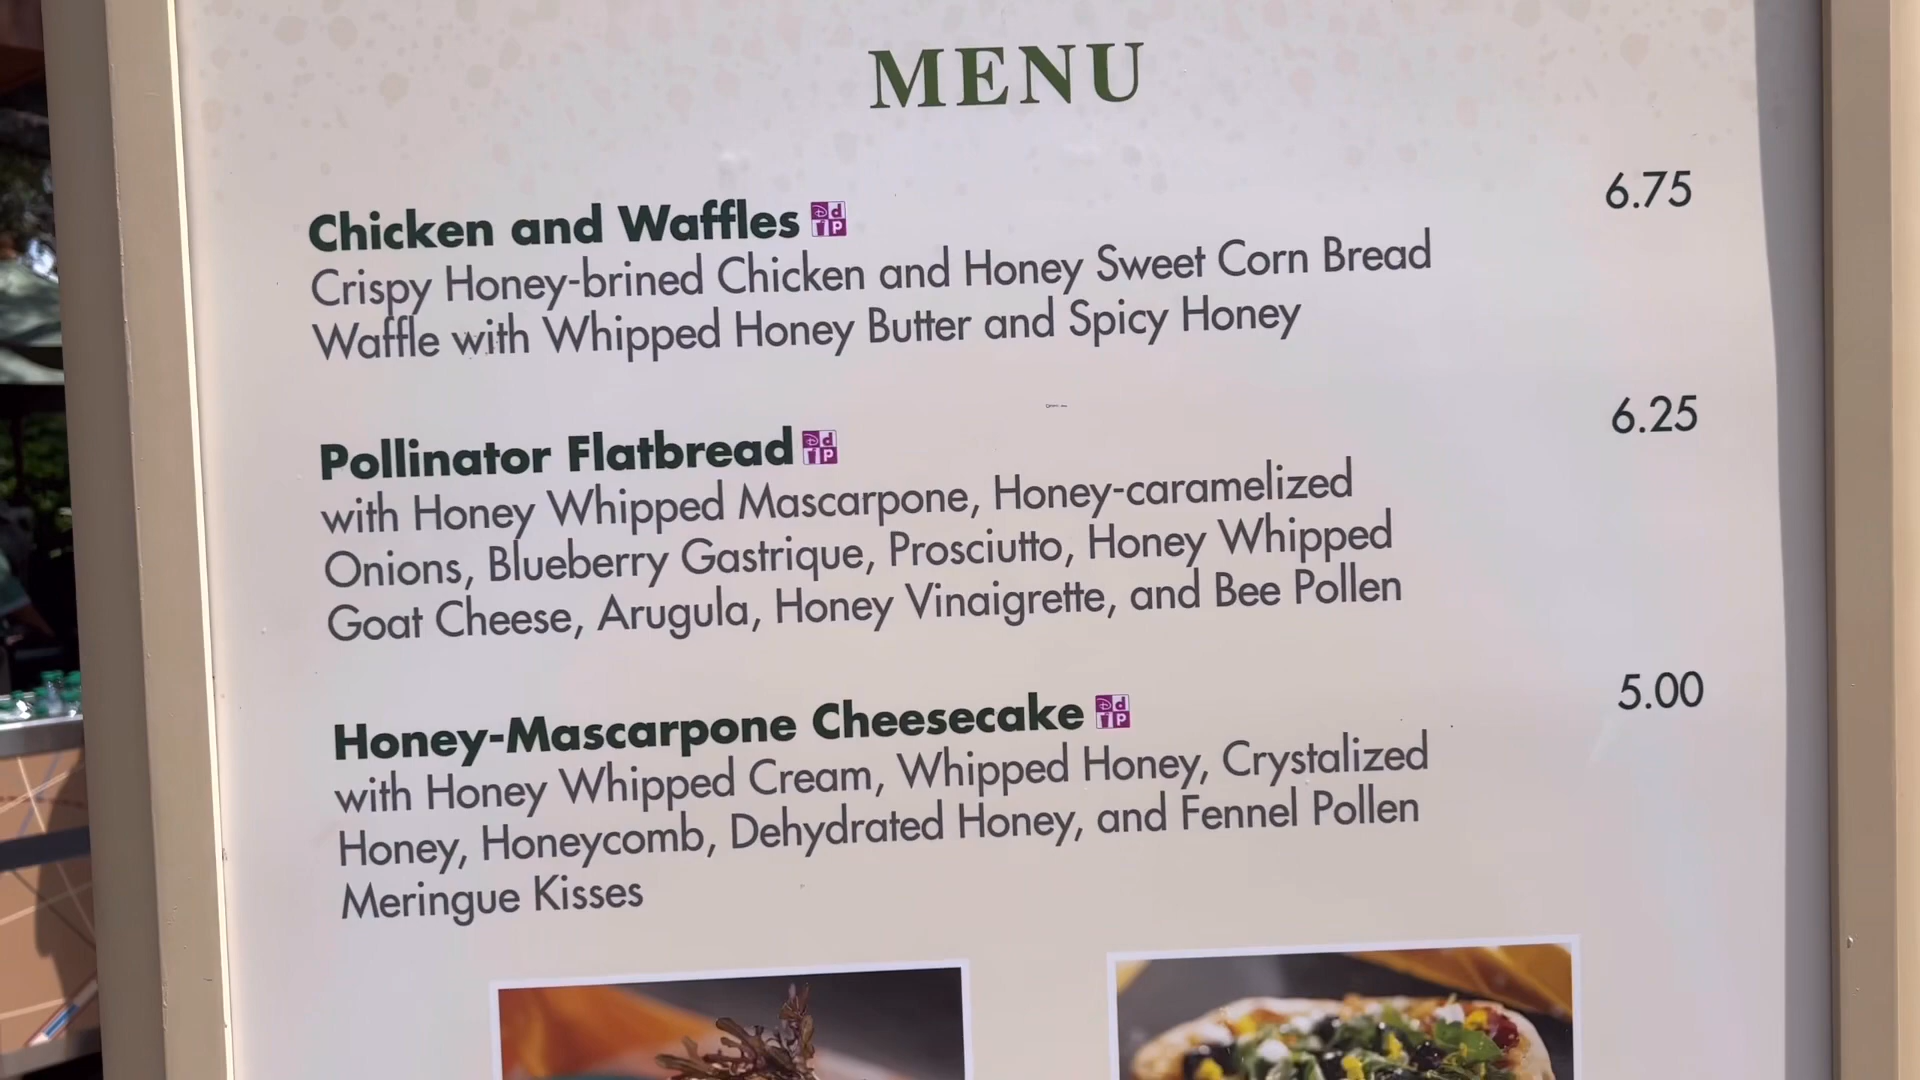 MENU
Chicken and Waffles DdiP
6.75
Crispy Honey-brined Chicken and Honey Sweet Corn Bread
Waffle with Whipped Honey Butter and Spicy Honey
Pollinator Flatbread DdiP
6.25
with Honey Whipped Mascarpone, Honey-caramelized
Onions, Blueberry Gastrique, Prosciutto, Honey Whipped
Goat Cheese, Arugula, Honey Vinaigrette, and Bee Pollen
Honey-Mascarpone Cheesecake DdiP
5.00
with Honey Whipped Cream, Whipped Honey, Crystalized
Honey, Honeycomb, Dehydrated Honey, and Fennel Pollen
Meringue Kisses